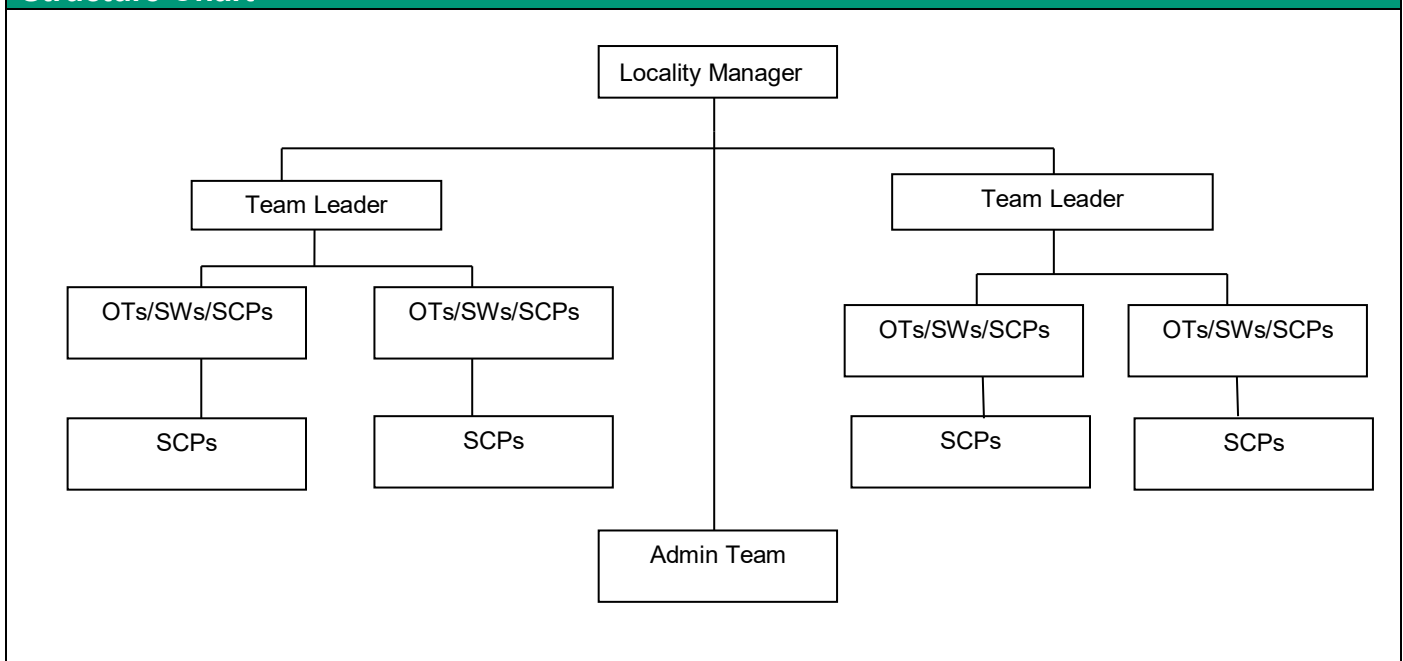 Structure Chart
Locality Manager
Team Leader
Team Leader
OTs/SWs/SCPs
OTs/SWs/SCPs
OTs/SWs/SCPs
OTs/SWs/SCPs
SCPs
SCPs
SCPs
SCPs
Admin Team